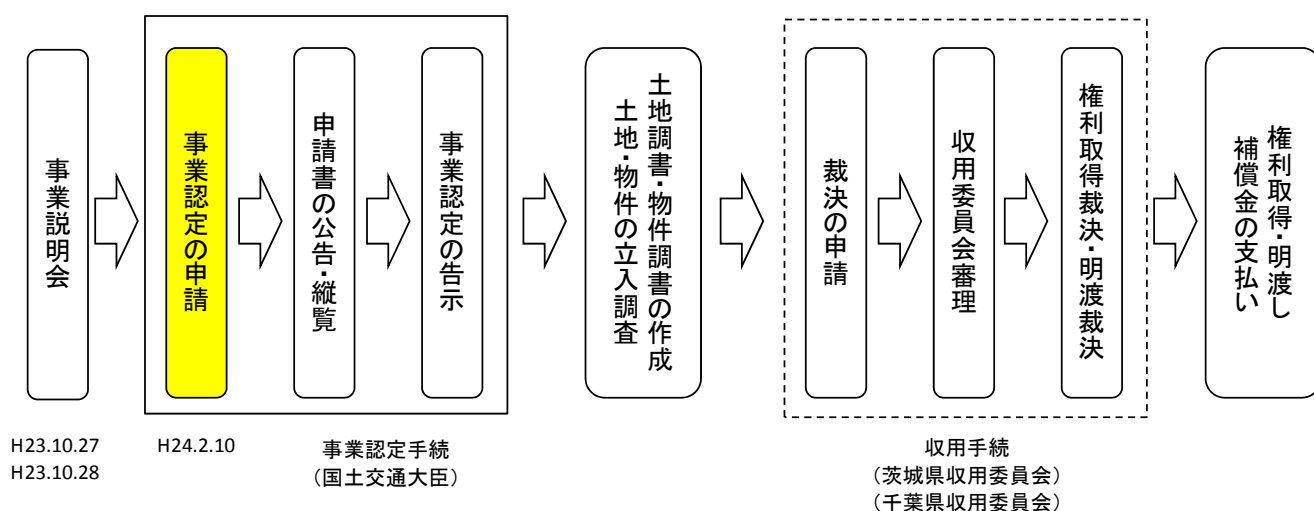 事業説明会
事業認定の申請
申請書の公告・縦覧
事業認定の告示
土地調書・物件調書の作成
土地・物件の立入調査
裁決の申請
収用委員会審理
権利取得裁決・明渡裁決
権利取得・明渡し
補償金の支払い
H23.10.27
H23.10.28
H24.2.10
事業認定手続
（国土交通大臣）
収用手続
（茨城県収用委員会）
（千葉県収用委員会）